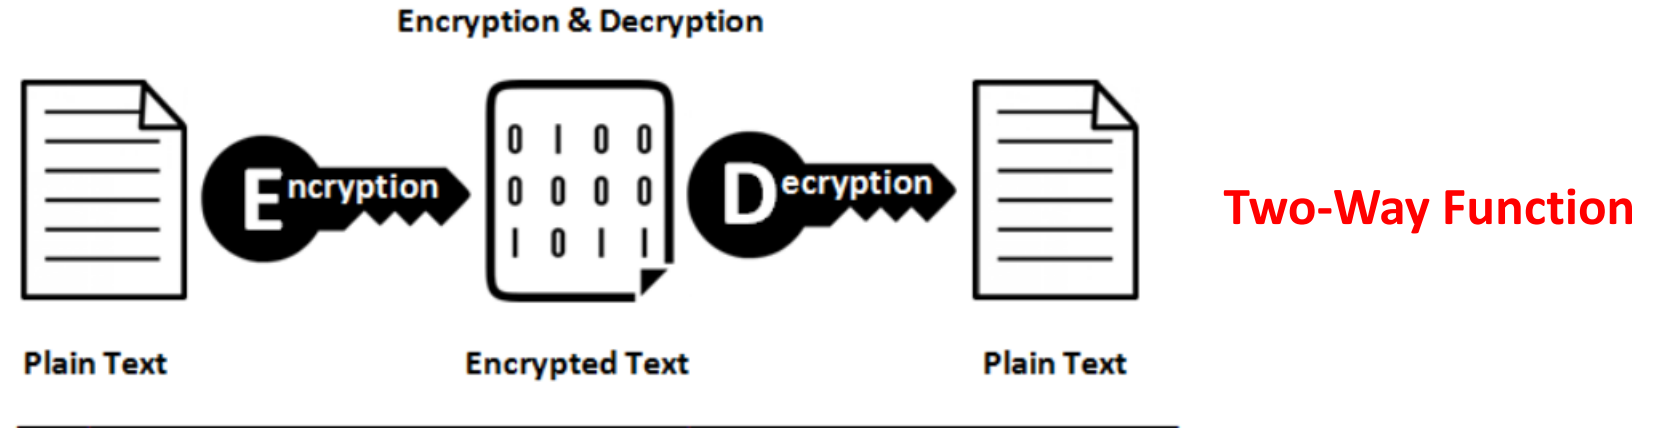 Encryption & Decryption
0 1 0 0
0 0 0 0
1 0 1 1
Encryption
Decryption
Two-Way Function
Plain Text
Encrypted Text
Plain Text